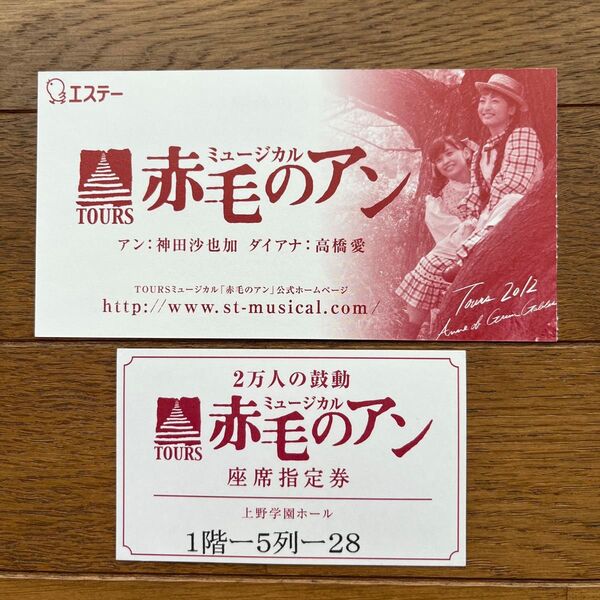 エステー
ミュージカル
赤毛のアン
TOURS
アン：神田沙也加 ダイアナ：高橋愛
TOURSミュージカル「赤毛のアン」公式ホームページ
http://www.st-musical.com/
Tours 2012
Anne of Green Gables
2万人の鼓動
ミュージカル
赤毛のアン
TOURS
座席指定券
上野学園ホール
1階ー5列ー28